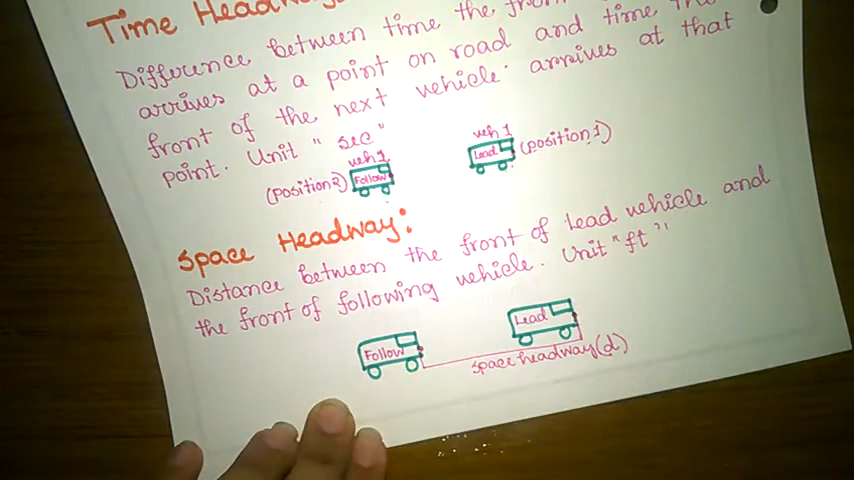 Time Headway:
Difference between time the front
arrives at a point on road and time the
front of the next vehicle arrives at that
point. Unit "sec"
veh 1
veh 1
(position 2) Follow
Lead (position 1)
Space Headway:
Distance between the front of lead vehicle and
the front of following vehicle. Unit "ft"
Follow
Lead
space headway (d)